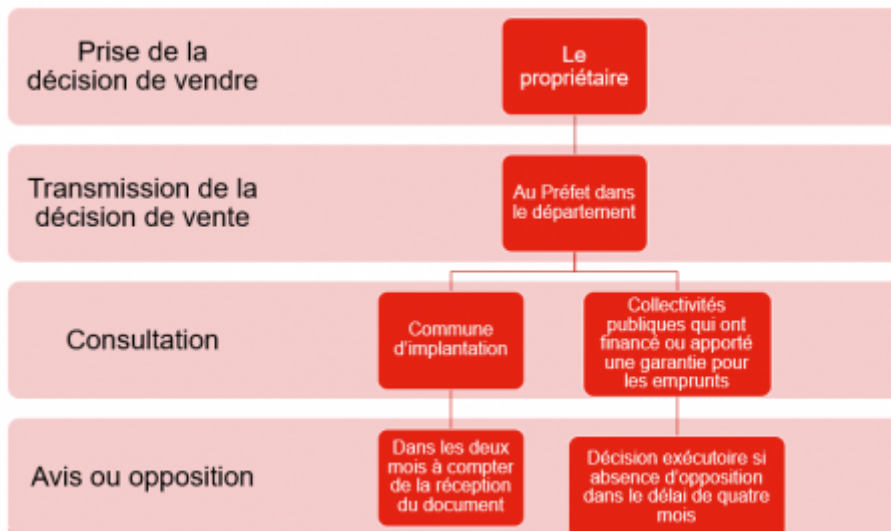 Prise de la
décision de vendre
Le
propriétaire
Transmission de la
décision de vente
Au Préfet dans
le département
Consultation
Commune
d'implantation
Collectivités
publiques qui ont
financé ou apporté
une garantie pour
les emprunts
Avis ou opposition
Dans les deux
mois à compter
de la réception
du document
Décision exécutoire si
absence d'opposition
dans le délai de quatre
mois